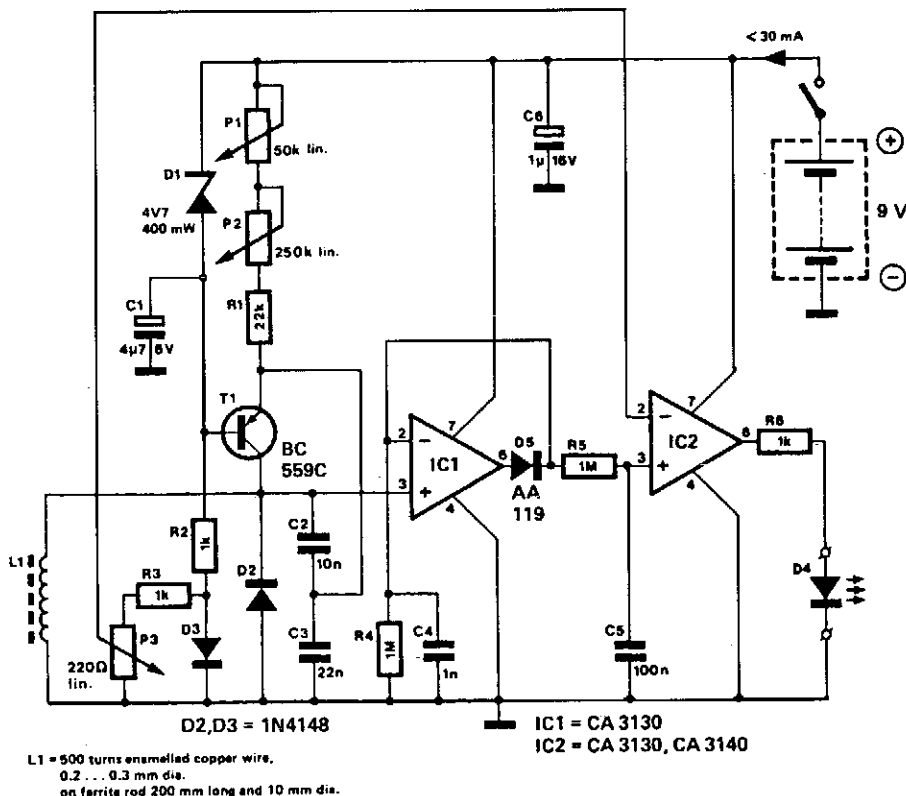 <30 mA
P1
50k lin.
C6
1µ 16V
D1
4V7
400 mW
P2
250k lin.
9 V
+
−
C1
4µ7 6V
R1
22k
T1
BC
559C
2
−
7
IC1
6
3
+
4
D5
AA
119
R5
1M
2
−
7
IC2
6
3
+
4
R6
1k
L1
R2
1k
R3
1k
D2
C2
10n
D4
P3
220Ω
lin.
D3
C3
22n
R4
1M
C4
1n
C5
100n
D2,D3 = 1N4148
IC1 = CA 3130
IC2 = CA 3130, CA 3140
L1 = 500 turns enamelled copper wire,
0.2 . . . 0.3 mm dia.
on ferrite rod 200 mm long and 10 mm dia.